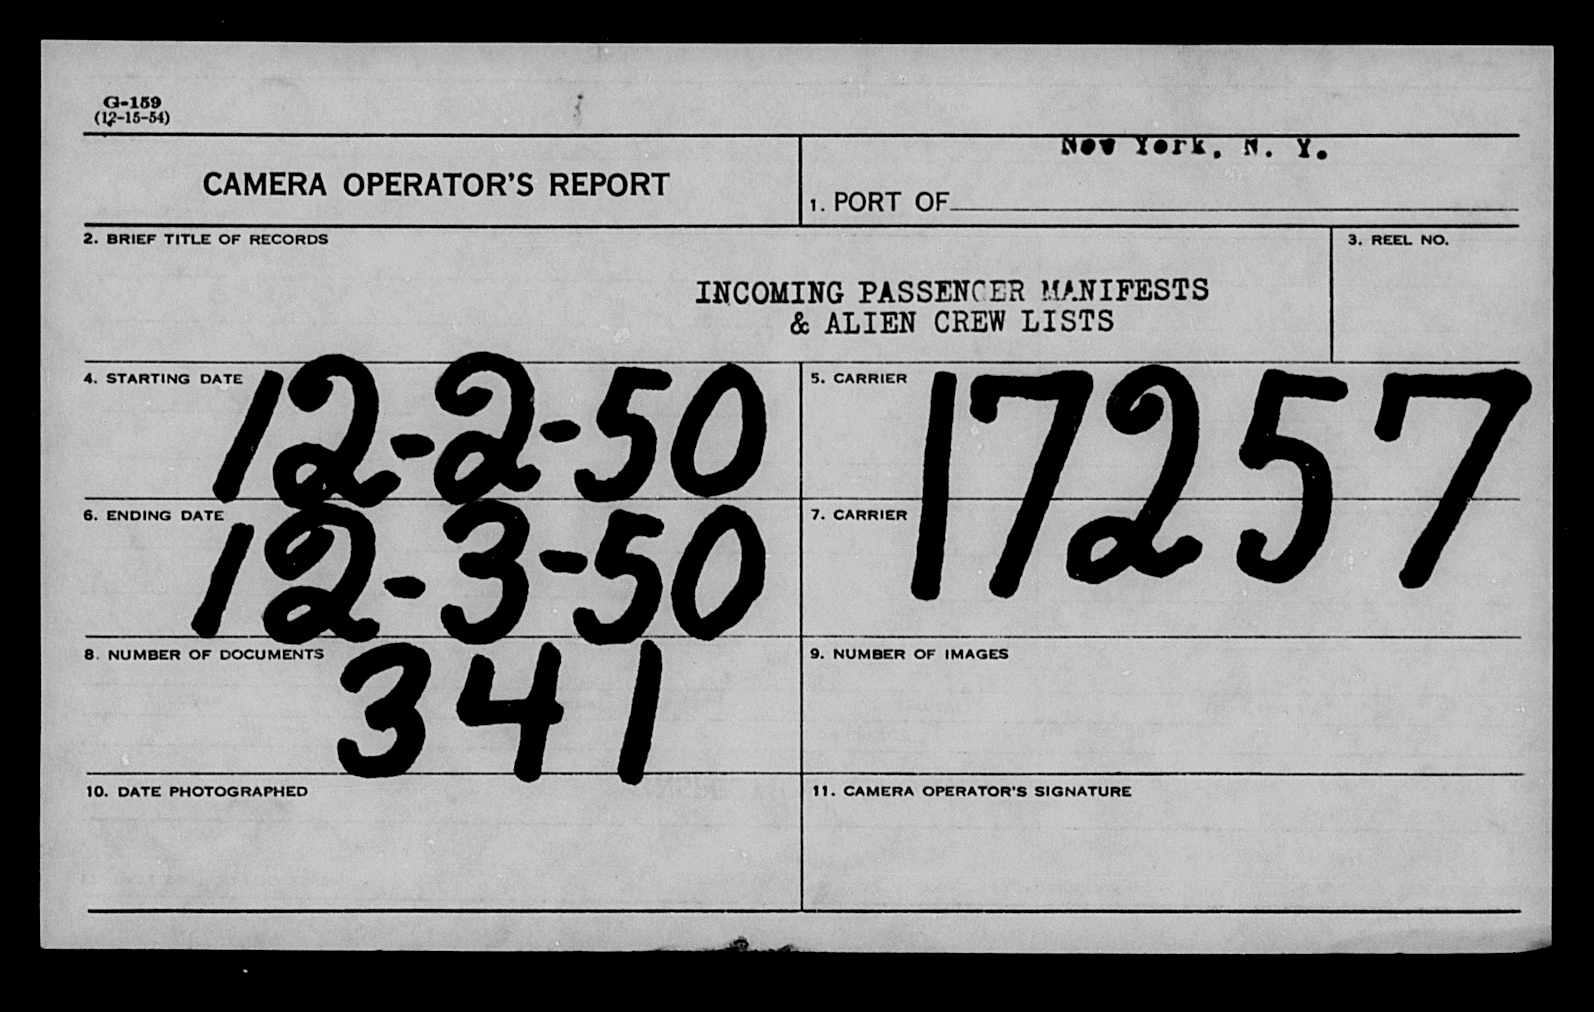 G-159
(12-15-54)
CAMERA OPERATOR'S REPORT
New York, N. Y.
1. PORT OF
2. BRIEF TITLE OF RECORDS
INCOMING PASSENGER MANIFESTS
& ALIEN CREW LISTS
3. REEL NO.
4. STARTING DATE
12-2-50
5. CARRIER
17257
6. ENDING DATE
12-3-50
7. CARRIER
8. NUMBER OF DOCUMENTS
341
9. NUMBER OF IMAGES
10. DATE PHOTOGRAPHED
11. CAMERA OPERATOR'S SIGNATURE